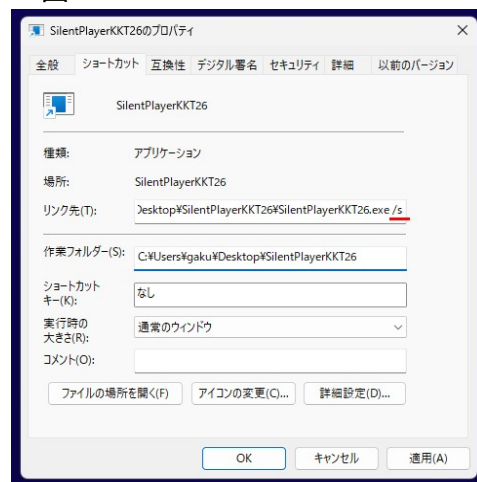 SilentPlayerKKT26のプロパティ
全般 ショートカット 互換性 デジタル署名 セキュリティ 詳細 以前のバージョン
SilentPlayerKKT26
種類: アプリケーション
場所: SilentPlayerKKT26
リンク先(T): Desktop¥SilentPlayerKKT26¥SilentPlayerKKT26.exe /s
作業フォルダー(S): C:¥Users¥gaku¥Desktop¥SilentPlayerKKT26
ショートカット
キー(K): なし
実行時の
大きさ(R): 通常のウィンドウ
コメント(O):
ファイルの場所を開く(F) アイコンの変更(C)... 詳細設定(D)...
OK キャンセル 適用(A)